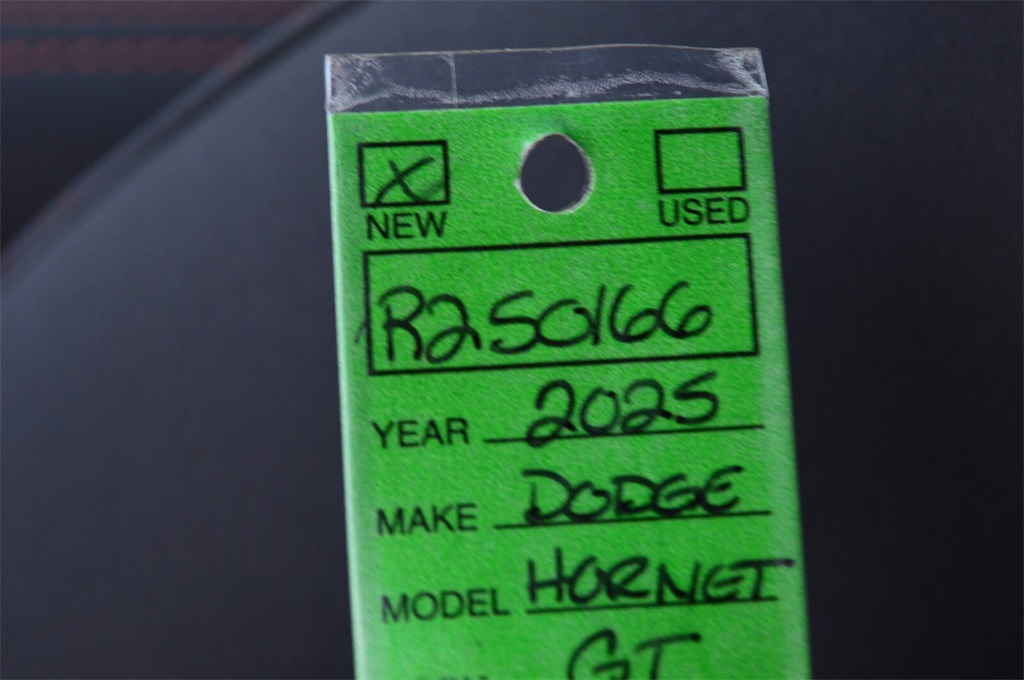 X
NEW USED
R250166
YEAR 2025
MAKE DODGE
MODEL HORNET
GT